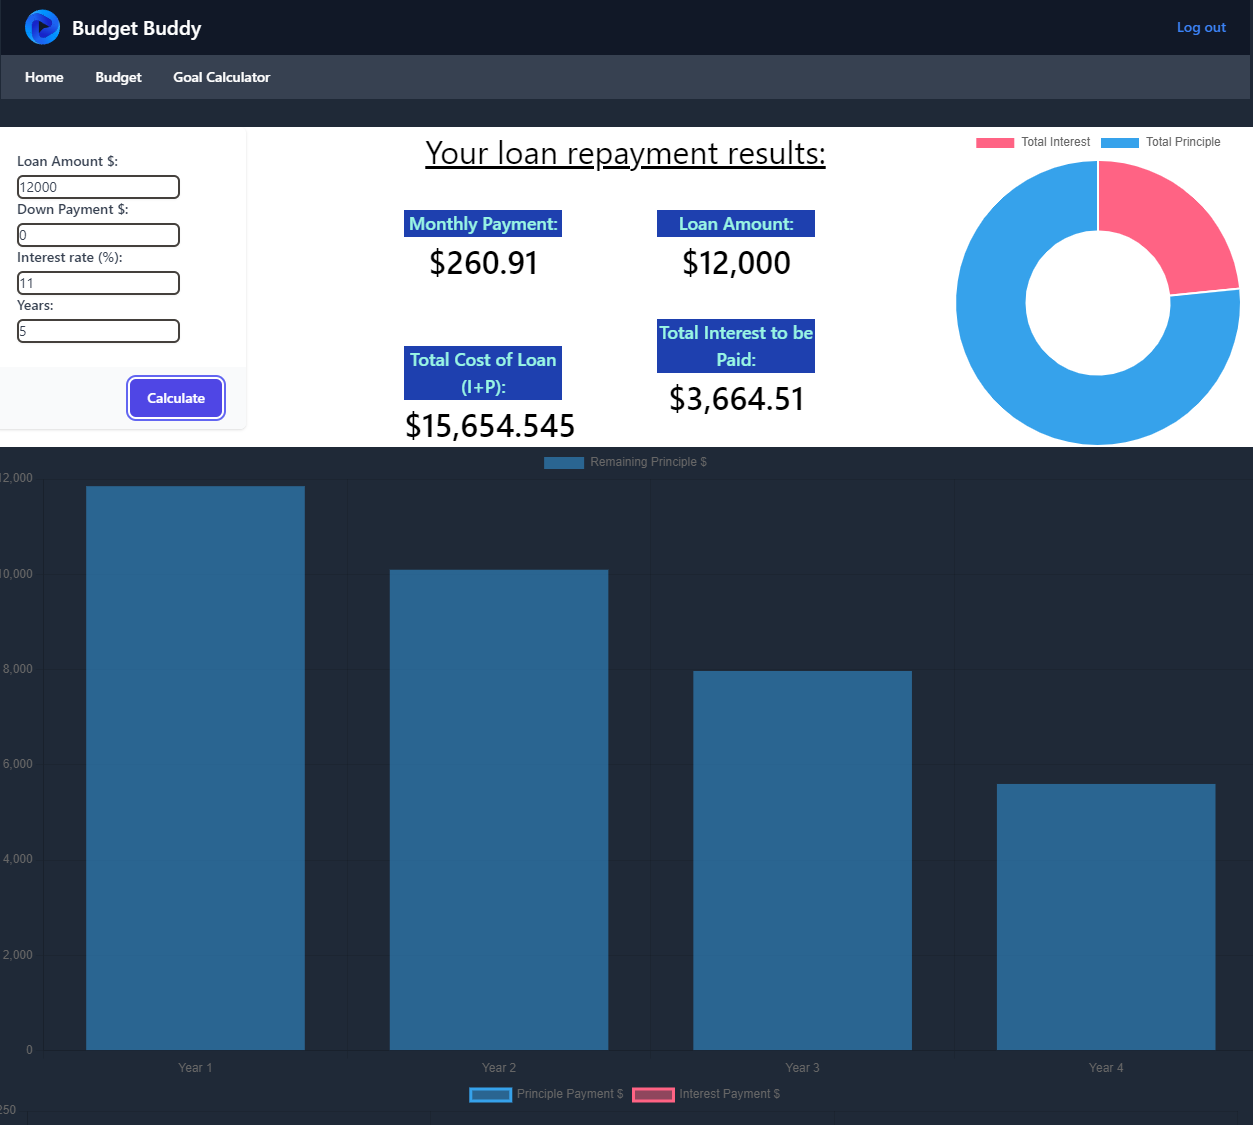 Budget Buddy
Log out
Home Budget Goal Calculator
Loan Amount $:
12000
Down Payment $:
0
Interest rate (%):
11
Years:
5
Calculate
Your loan repayment results:
Monthly Payment:
$260.91
Loan Amount:
$12,000
Total Cost of Loan
(I+P):
$15,654.545
Total Interest to be
Paid:
$3,664.51
Total Interest Total Principle
Remaining Principle $
12,000
10,000
8,000
6,000
4,000
2,000
0
Year 1 Year 2 Year 3 Year 4
Principle Payment $ Interest Payment $
250